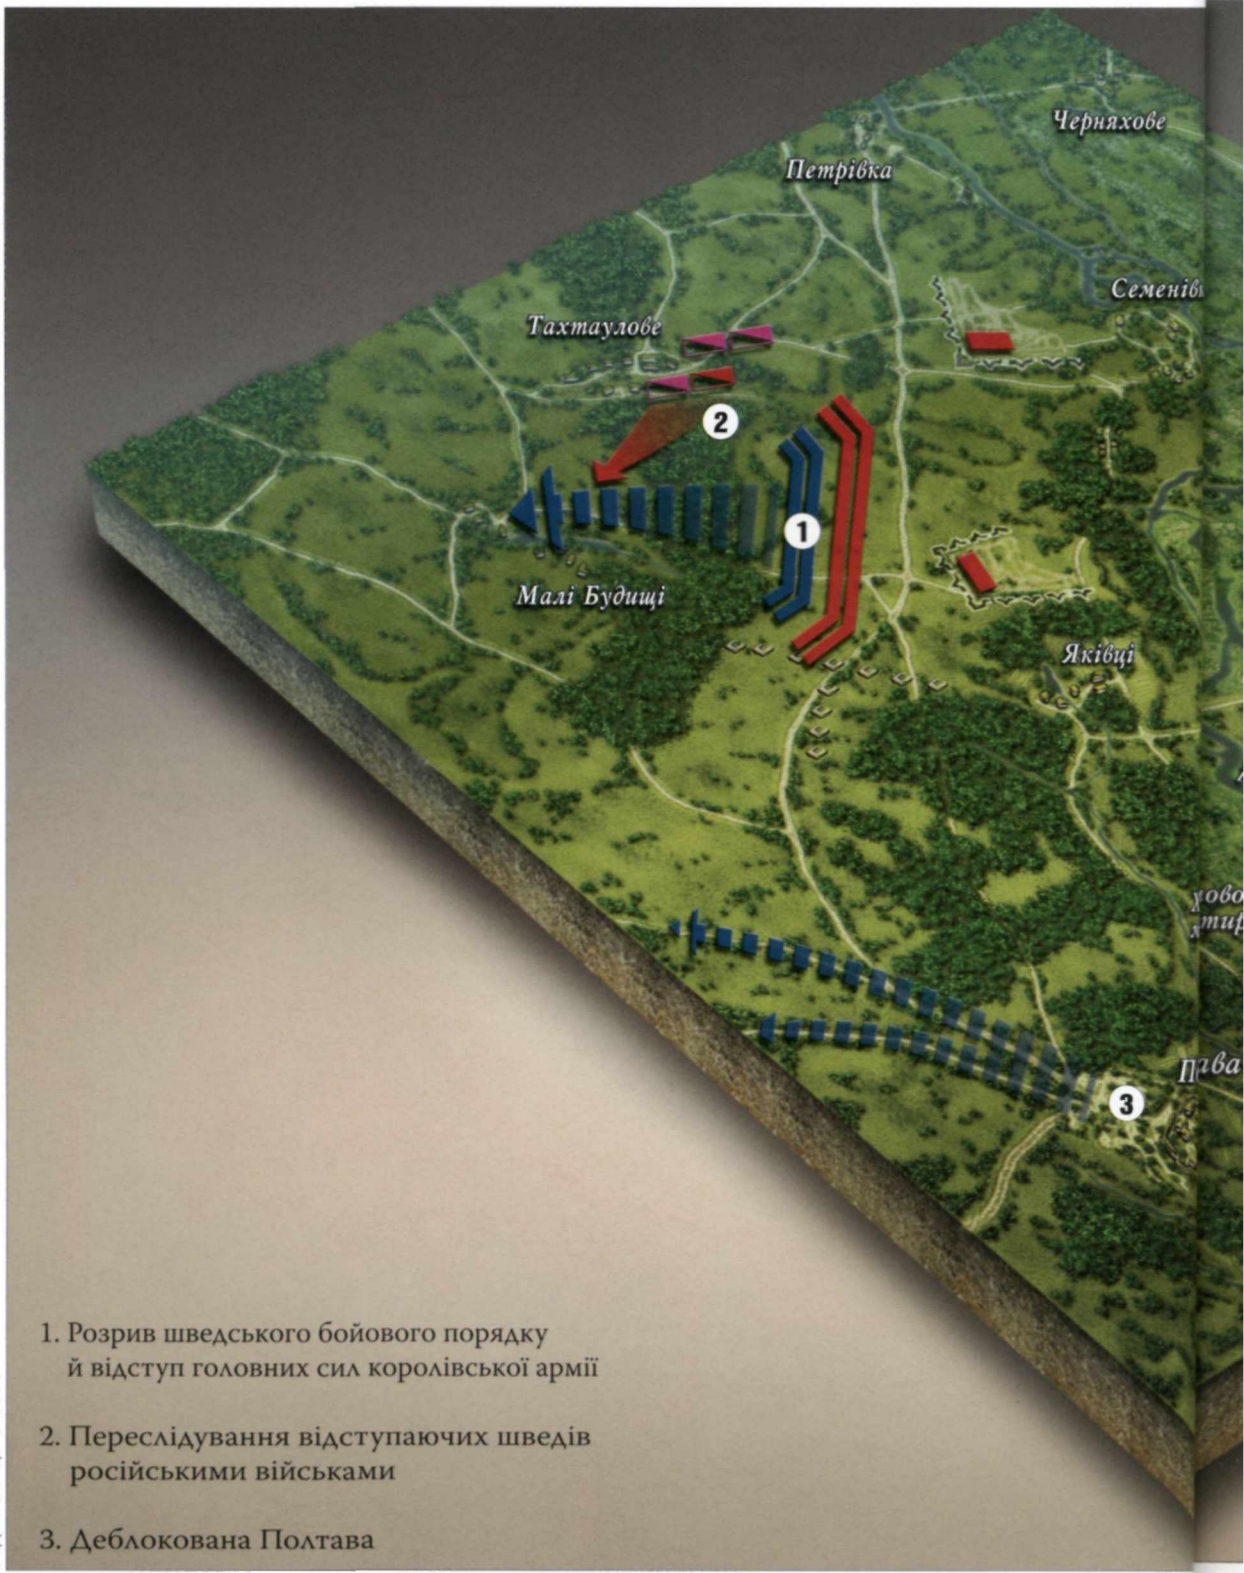 Черняхове
Петрівка
Семенів
Тахтаулове
2
1
Малі Будищі
Яківці
3
1. Розрив шведського бойового порядку
й відступ головних сил королівської армії
2. Переслідування відступаючих шведів
російськими військами
3. Деблокована Полтава